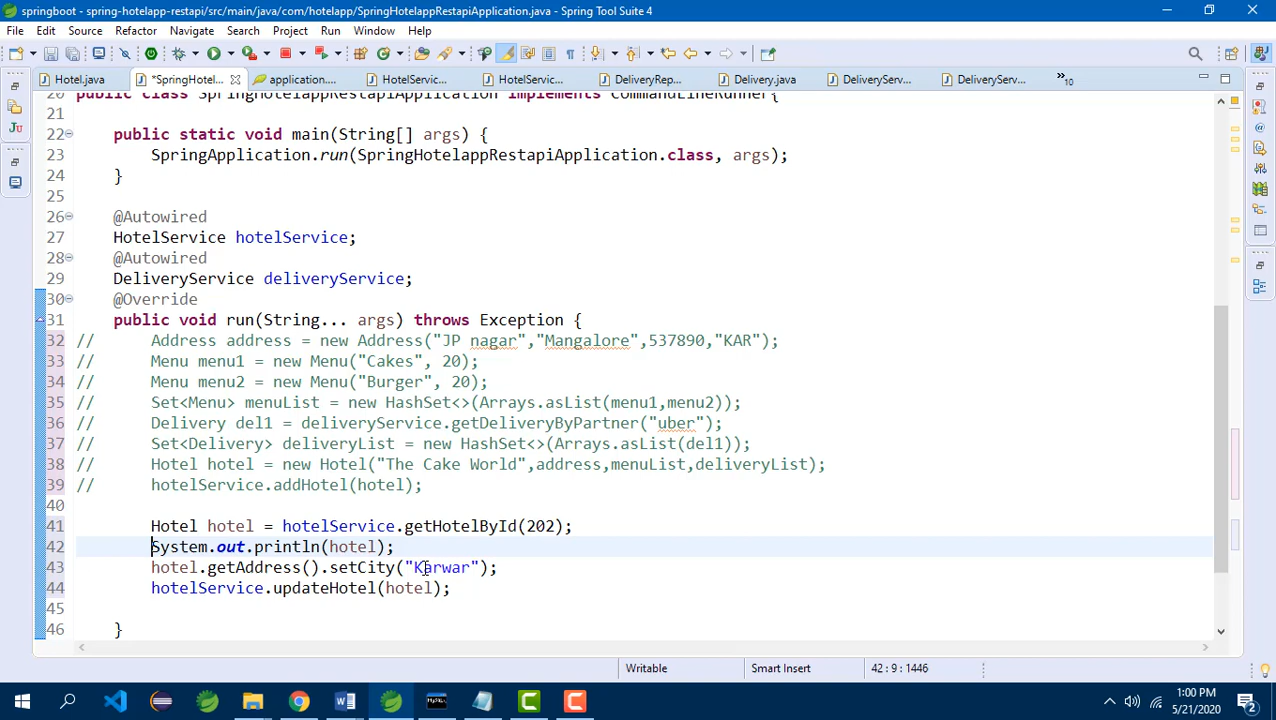 springboot - spring-hotelapp-restapi/src/main/java/com/hotelapp/SpringHotelappRestapiApplication.java - Spring Tool Suite 4
File Edit Source Refactor Navigate Search Project Run Window Help
Hotel.java *SpringHotel... application.... HotelServic... HotelServic... DeliveryRep... Delivery.java DeliveryServ... DeliveryServ... »10
20 public class SpringHotelappRestapiApplication implements CommandLineRunner{
21
22 public static void main(String[] args) {
23 SpringApplication.run(SpringHotelappRestapiApplication.class, args);
24 }
25
26 @Autowired
27 HotelService hotelService;
28 @Autowired
29 DeliveryService deliveryService;
30 @Override
31 public void run(String... args) throws Exception {
32 // Address address = new Address("JP nagar","Mangalore",537890,"KAR");
33 // Menu menu1 = new Menu("Cakes", 20);
34 // Menu menu2 = new Menu("Burger", 20);
35 // Set<Menu> menuList = new HashSet<>(Arrays.asList(menu1,menu2));
36 // Delivery del1 = deliveryService.getDeliveryByPartner("uber");
37 // Set<Delivery> deliveryList = new HashSet<>(Arrays.asList(del1));
38 // Hotel hotel = new Hotel("The Cake World",address,menuList,deliveryList);
39 // hotelService.addHotel(hotel);
40
41 Hotel hotel = hotelService.getHotelById(202);
42 System.out.println(hotel);
43 hotel.getAddress().setCity("Karwar");
44 hotelService.updateHotel(hotel);
45
46 }
Writable Smart Insert 42 : 9 : 1446
1:00 PM
5/21/2020
2